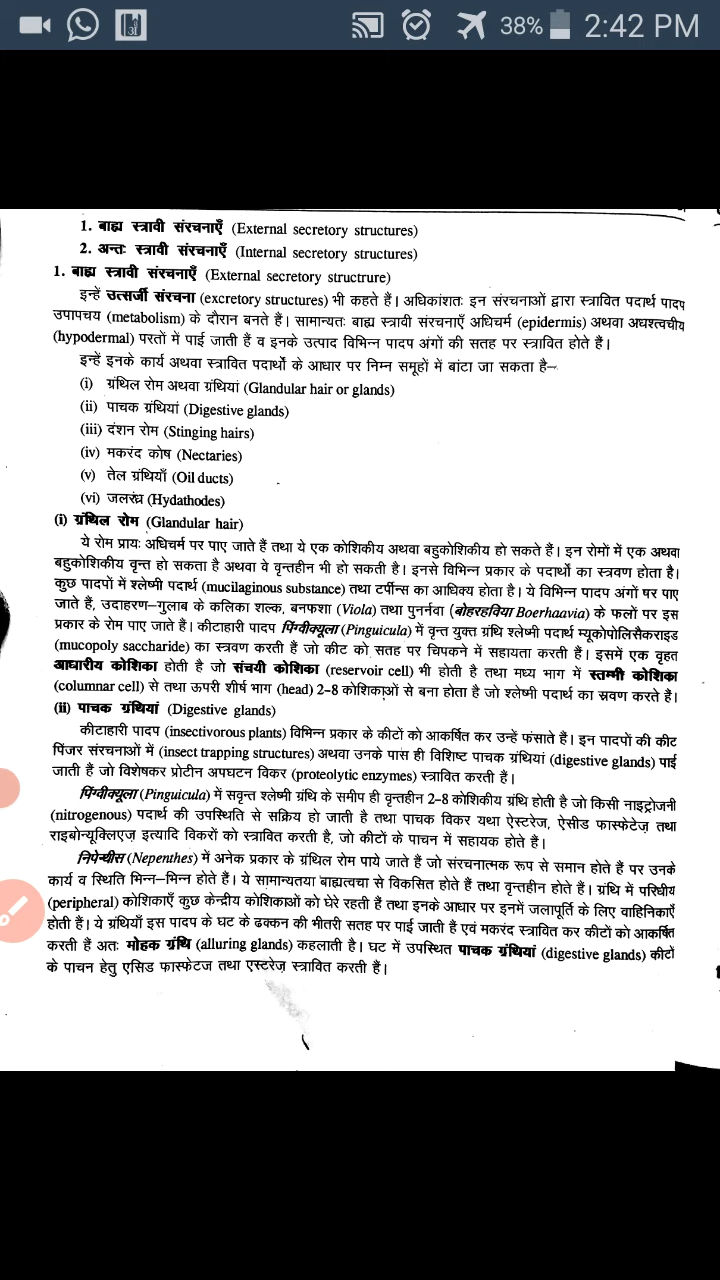 38% 2:42 PM
31
1. बाह्य स्त्रावी संरचनाएँ (External secretory structures)
2. अन्तः स्त्रावी संरचनाएँ (Internal secretory structures)
1. बाह्य स्त्रावी संरचनाएँ (External secretory structrure)
इन्हें उत्सर्जी संरचना (excretory structures) भी कहते हैं। अधिकांशतः इन संरचनाओं द्वारा स्त्रावित पदार्थ पादप
उपापचय (metabolism) के दौरान बनते हैं। सामान्यतः बाह्य स्त्रावी संरचनाएँ अधिचर्म (epidermis) अथवा अधश्त्वचीय
(hypodermal) परतों में पाई जाती हैं व इनके उत्पाद विभिन्न पादप अंगों की सतह पर स्त्रावित होते हैं।
इन्हें इनके कार्य अथवा स्त्रावित पदार्थों के आधार पर निम्न समूहों में बांटा जा सकता है–
(i) ग्रंथिल रोम अथवा ग्रंथियां (Glandular hair or glands)
(ii) पाचक ग्रंथियां (Digestive glands)
(iii) दंशन रोम (Stinging hairs)
(iv) मकरंद कोष (Nectaries)
(v) तेल ग्रंथियाँ (Oil ducts)
(vi) जलरंध्र (Hydathodes)
(i) ग्रंथिल रोम (Glandular hair)
ये रोम प्रायः अधिचर्म पर पाए जाते हैं तथा ये एक कोशिकीय अथवा बहुकोशिकीय हो सकते हैं। इन रोमों में एक अथवा
बहुकोशिकीय वृन्त हो सकता है अथवा वे वृन्तहीन भी हो सकती है। इनसे विभिन्न प्रकार के पदार्थों का स्त्रवण होता है।
कुछ पादपों में श्लेष्मी पदार्थ (mucilaginous substance) तथा टर्पीन्स का आधिक्य होता है। ये विभिन्न पादप अंगों पर पाए
जाते हैं, उदाहरण–गुलाब के कलिका शल्क, बनफशा (Viola) तथा पुनर्नवा (बोहरहविया Boerhaavia) के फलों पर इस
प्रकार के रोम पाए जाते है। कीटाहारी पादप पिंग्वीक्यूला (Pinguicula) में वृन्त युक्त ग्रंथि श्लेष्मी पदार्थ म्यूकोपोलिसैकराइड
(mucopoly saccharide) का स्त्रवण करती हैं जो कीट को सतह पर चिपकने में सहायता करती हैं। इसमें एक वृहत
आधारीय कोशिका होती है जो संचयी कोशिका (reservoir cell) भी होती है तथा मध्य भाग में स्तम्भी कोशिका
(columnar cell) से तथा ऊपरी शीर्ष भाग (head) 2-8 कोशिकाओं से बना होता है जो श्लेष्मी पदार्थ का स्रवण करते हैं।
(ii) पाचक ग्रंथियां (Digestive glands)
कीटाहारी पादप (insectivorous plants) विभिन्न प्रकार के कीटों को आकर्षित कर उन्हें फंसाते हैं। इन पादपों की कीट
पिंजर संरचनाओं में (insect trapping structures) अथवा उनके पास ही विशिष्ट पाचक ग्रंथियां (digestive glands) पाई
जाती हैं जो विशेषकर प्रोटीन अपघटन विकर (proteolytic enzymes) स्त्रावित करती हैं।
पिंग्वीक्यूला (Pinguicula) में सवृन्त श्लेष्मी ग्रंथि के समीप ही वृन्तहीन 2-8 कोशिकीय ग्रंथि होती है जो किसी नाइट्रोजनी
(nitrogenous) पदार्थ की उपस्थिति से सक्रिय हो जाती है तथा पाचक विकर यथा ऐस्टरेज, ऐसीड फास्फेटेज़ तथा
राइबोन्यूक्लिएज़ इत्यादि विकरों को स्त्रावित करती है, जो कीटों के पाचन में सहायक होते हैं।
निपेन्थीस (Nepenthes) में अनेक प्रकार के ग्रंथिल रोम पाये जाते हैं जो संरचनात्मक रूप से समान होते हैं पर उनके
कार्य व स्थिति भिन्न–भिन्न होते हैं। ये सामान्यतया बाह्यत्वचा से विकसित होते हैं तथा वृन्तहीन होते हैं। ग्रंथि में परिघीय
(peripheral) कोशिकाएँ कुछ केन्द्रीय कोशिकाओं को घेरे रहती हैं तथा इनके आधार पर इनमें जलापूर्ति के लिए वाहिनिकाएँ
होती हैं। ये ग्रंथियाँ इस पादप के घट के ढक्कन की भीतरी सतह पर पाई जाती हैं एवं मकरंद स्त्रावित कर कीटों को आकर्षित
करती हैं अतः मोहक ग्रंथि (alluring glands) कहलाती है। घट में उपस्थित पाचक ग्रंथियां (digestive glands) कीटों
के पाचन हेतु एसिड फास्फेटज तथा एस्टरेज़ स्त्रावित करती हैं।